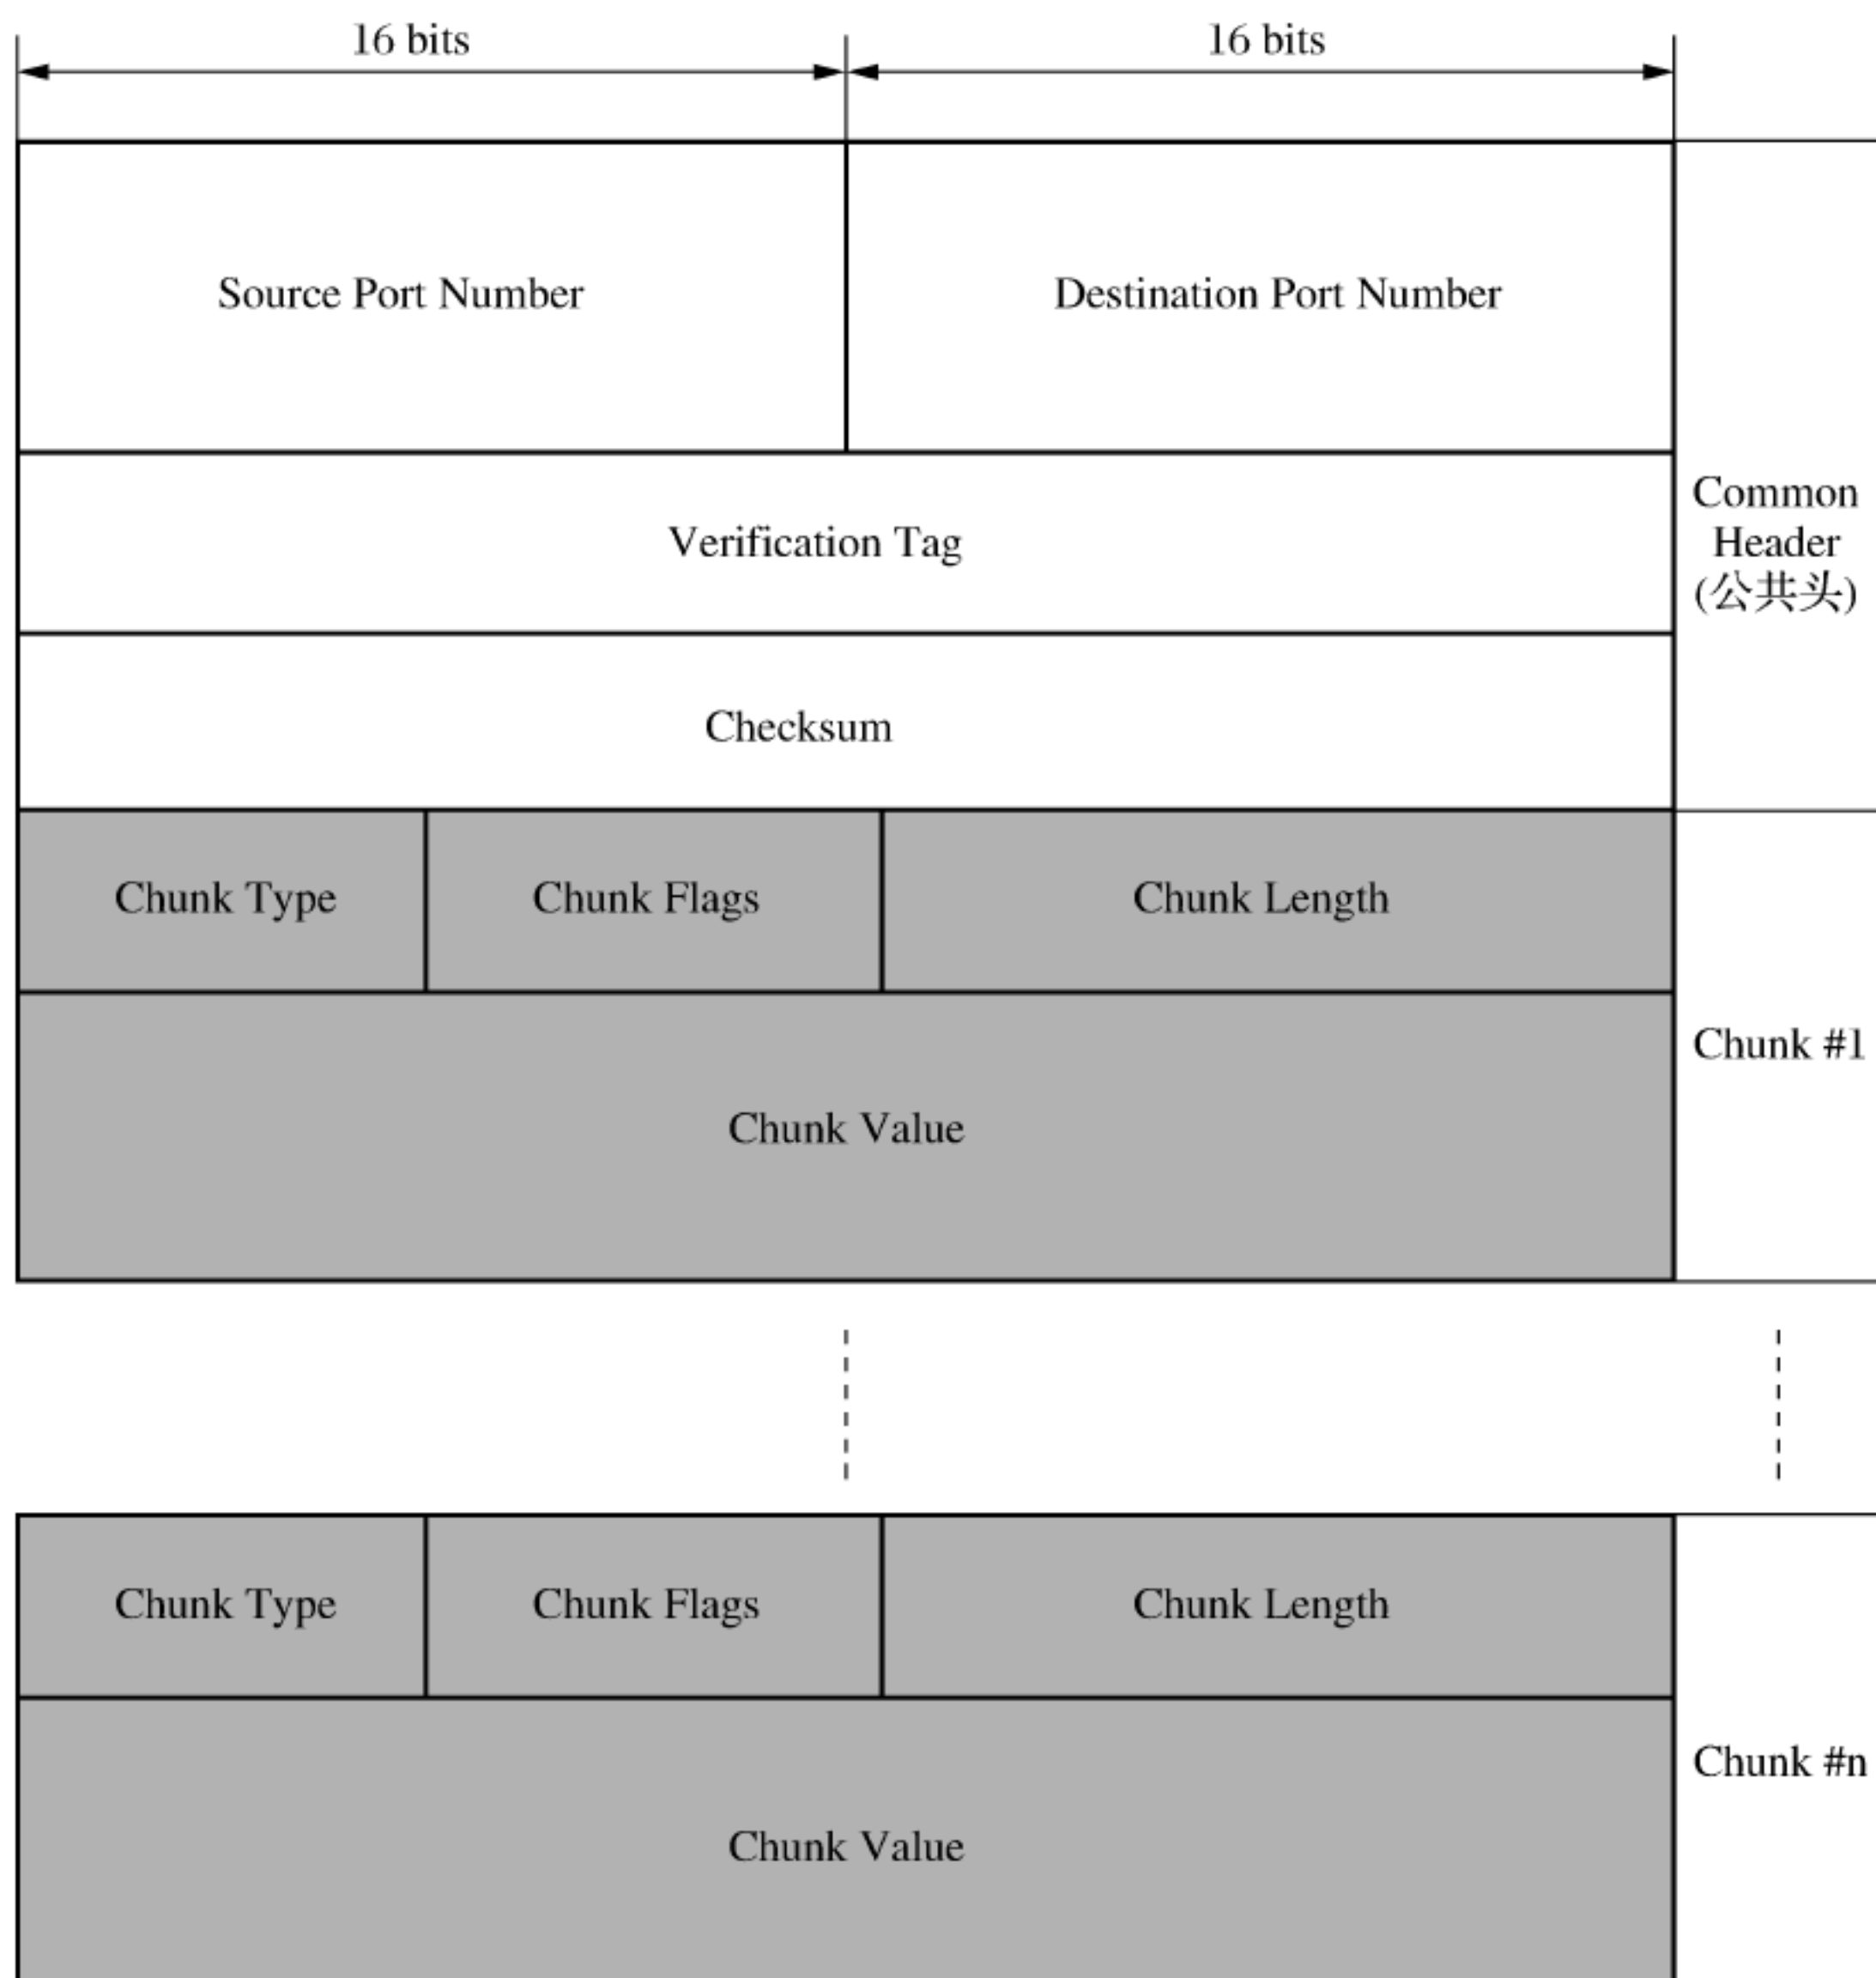 16 bits
16 bits
Source Port Number
Destination Port Number
Verification Tag
Common
Header
(公共头)
Checksum
Chunk Type
Chunk Flags
Chunk Length
Chunk #1
Chunk Value
Chunk Type
Chunk Flags
Chunk Length
Chunk #n
Chunk Value